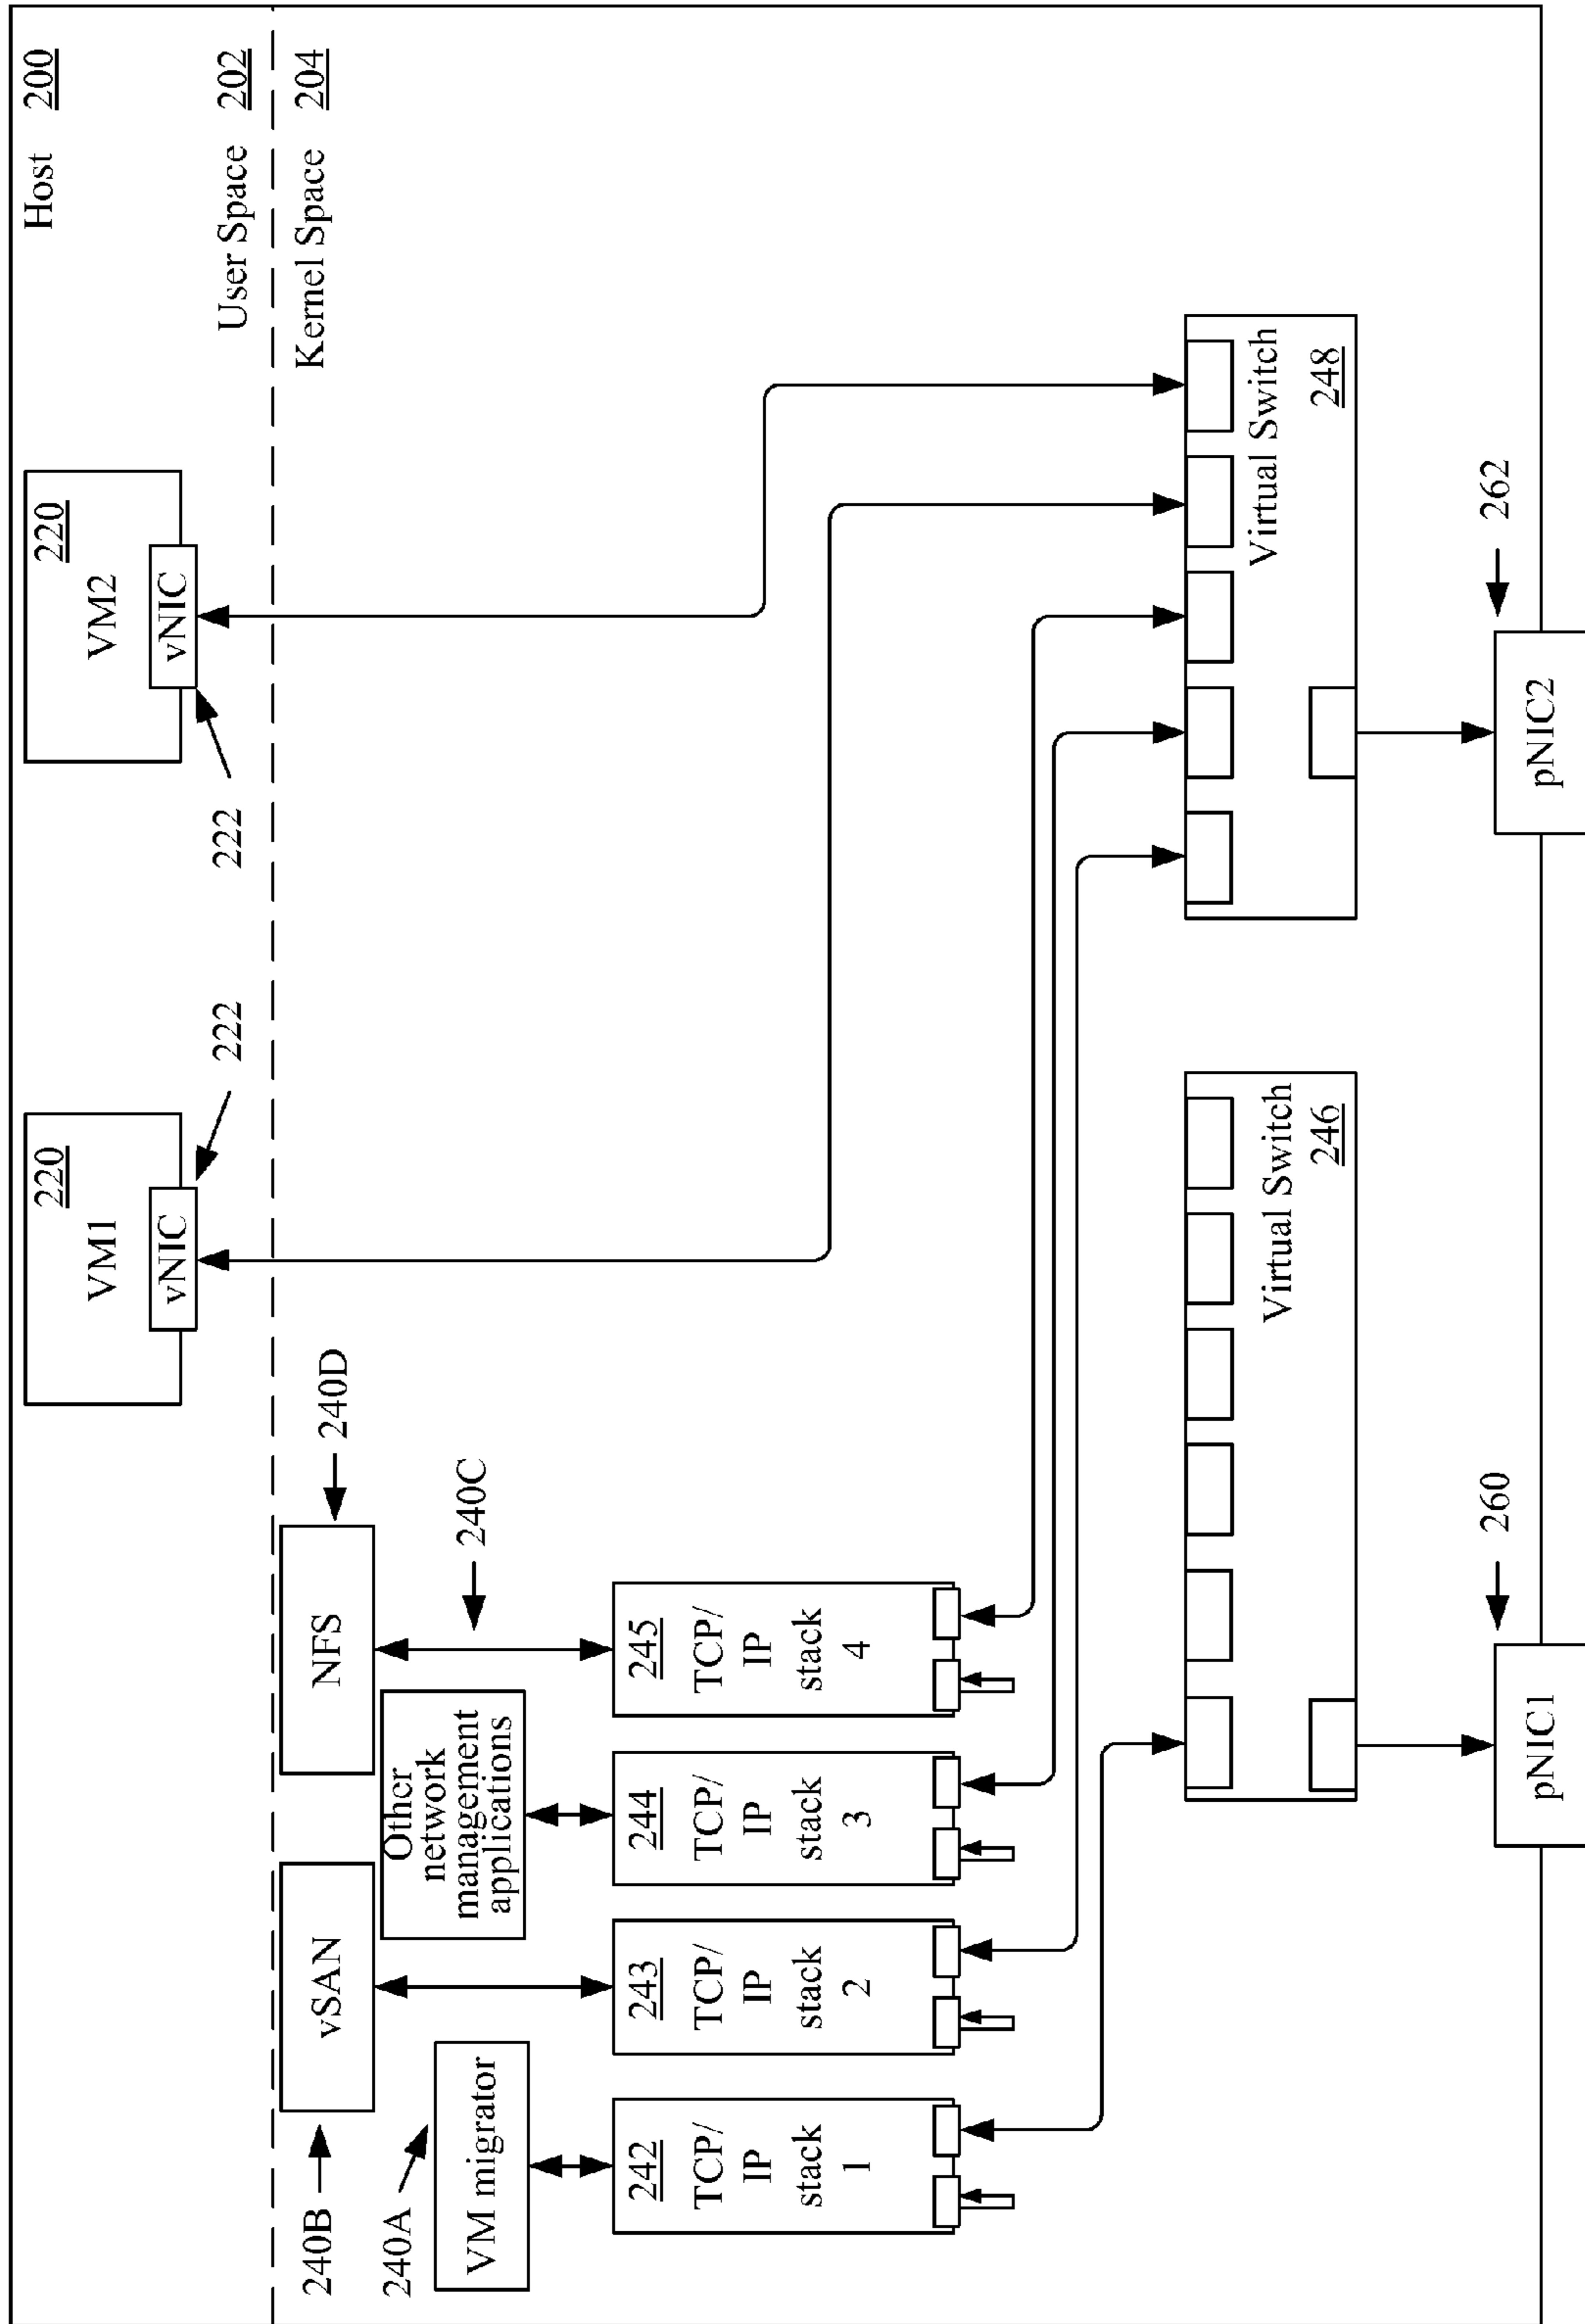 Host 200
User Space 202
Kernel Space 204
220
VM1
vNIC
222
220
VM2
vNIC
222
240B
vSAN
NFS
240D
240A
VM migrator
Other
network
management
applications
240C
242
TCP/
IP
stack
1
243
TCP/
IP
stack
2
244
TCP/
IP
stack
3
245
TCP/
IP
stack
4
Virtual Switch
246
Virtual Switch
248
260
pNIC1
262
pNIC2